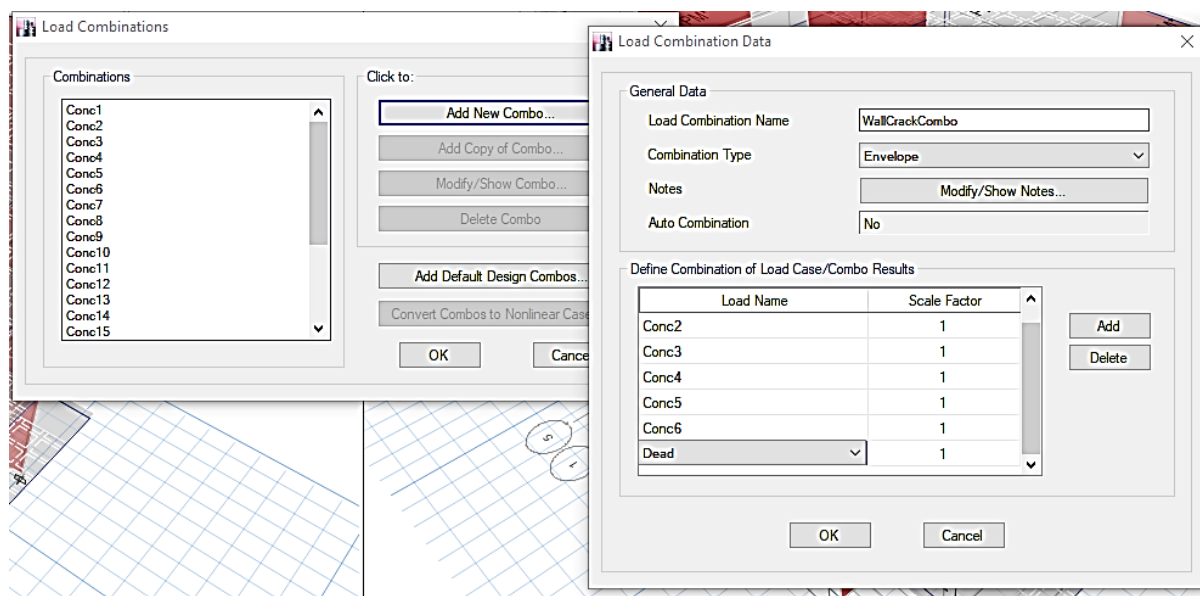 Load Combinations
Combinations
Conc1
Conc2
Conc3
Conc4
Conc5
Conc6
Conc7
Conc8
Conc9
Conc10
Conc11
Conc12
Conc13
Conc14
Conc15
Click to:
Add New Combo...
Add Copy of Combo...
Modify/Show Combo...
Delete Combo
Add Default Design Combos...
Convert Combos to Nonlinear Case
OK
Cance
Load Combination Data
General Data
Load Combination Name WallCrackCombo
Combination Type Envelope
Notes Modify/Show Notes...
Auto Combination No
Define Combination of Load Case/Combo Results
Load Name Scale Factor
Conc2 1
Conc3 1
Conc4 1
Conc5 1
Conc6 1
Dead 1
Add
Delete
OK Cancel
5
1